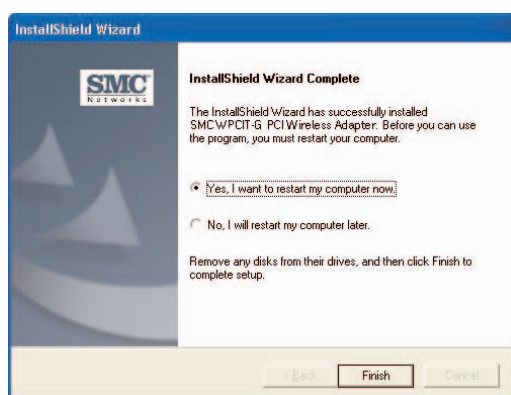 InstallShield Wizard
SMC
Networks
InstallShield Wizard Complete
The InstallShield Wizard has successfully installed
SMCWPCIT-G PCI Wireless Adapter. Before you can use
the program, you must restart your computer.
Yes, I want to restart my computer now.
No, I will restart my computer later.
Remove any disks from their drives, and then click Finish to
complete setup.
< Back
Finish
Cancel